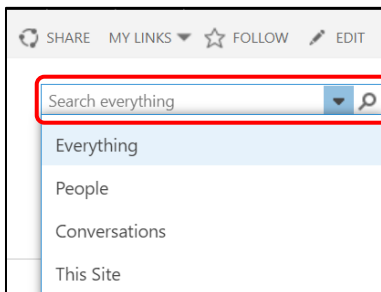 SHARE MY LINKS FOLLOW EDIT
Search everything
Everything
People
Conversations
This Site